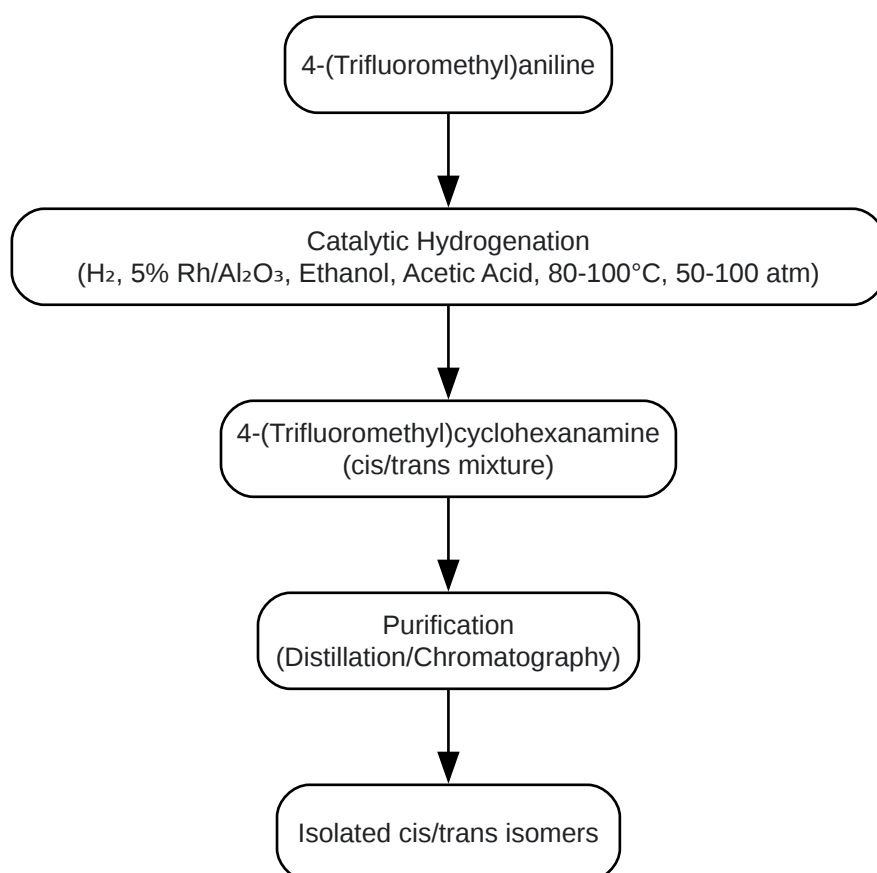 4-(Trifluoromethyl)aniline
Catalytic Hydrogenation
(H₂, 5% Rh/Al₂O₃, Ethanol, Acetic Acid, 80-100°C, 50-100 atm)
4-(Trifluoromethyl)cyclohexanamine
(cis/trans mixture)
Purification
(Distillation/Chromatography)
Isolated cis/trans isomers